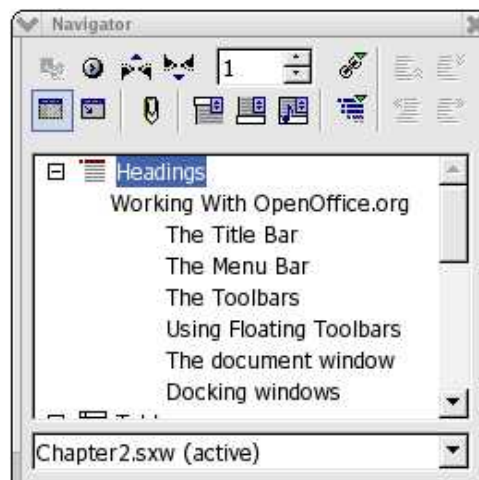 Navigator
1
Headings
Working With OpenOffice.org
The Title Bar
The Menu Bar
The Toolbars
Using Floating Toolbars
The document window
Docking windows
Chapter2.sxw (active)